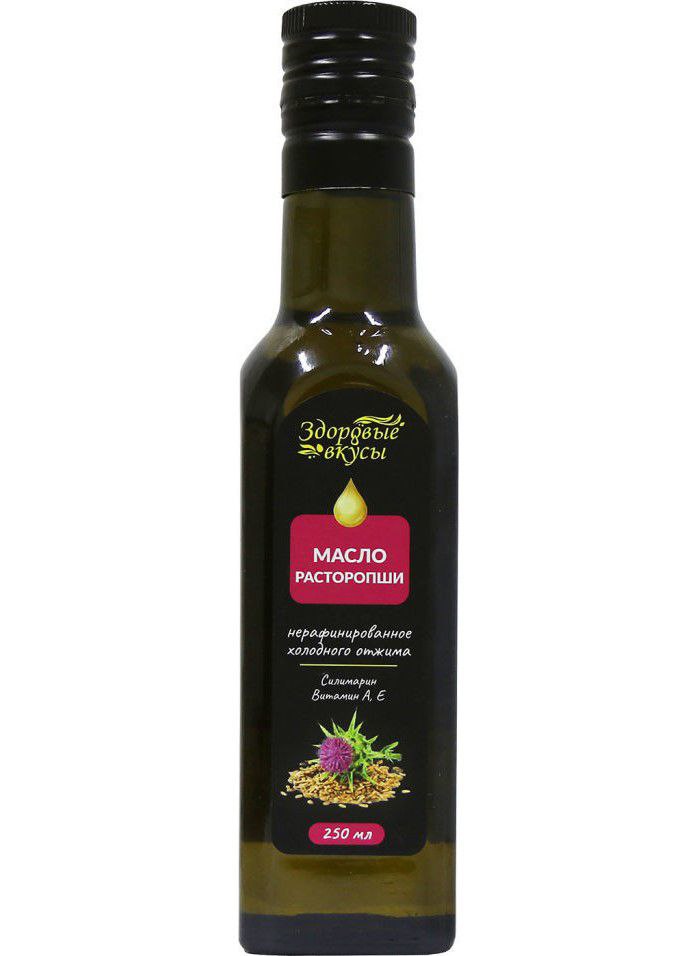 Здоровые
вкусы
МАСЛО
РАСТОРОПШИ
нерафинированное
холодного отжима
Силимарин
Витамин А, Е
250 мл